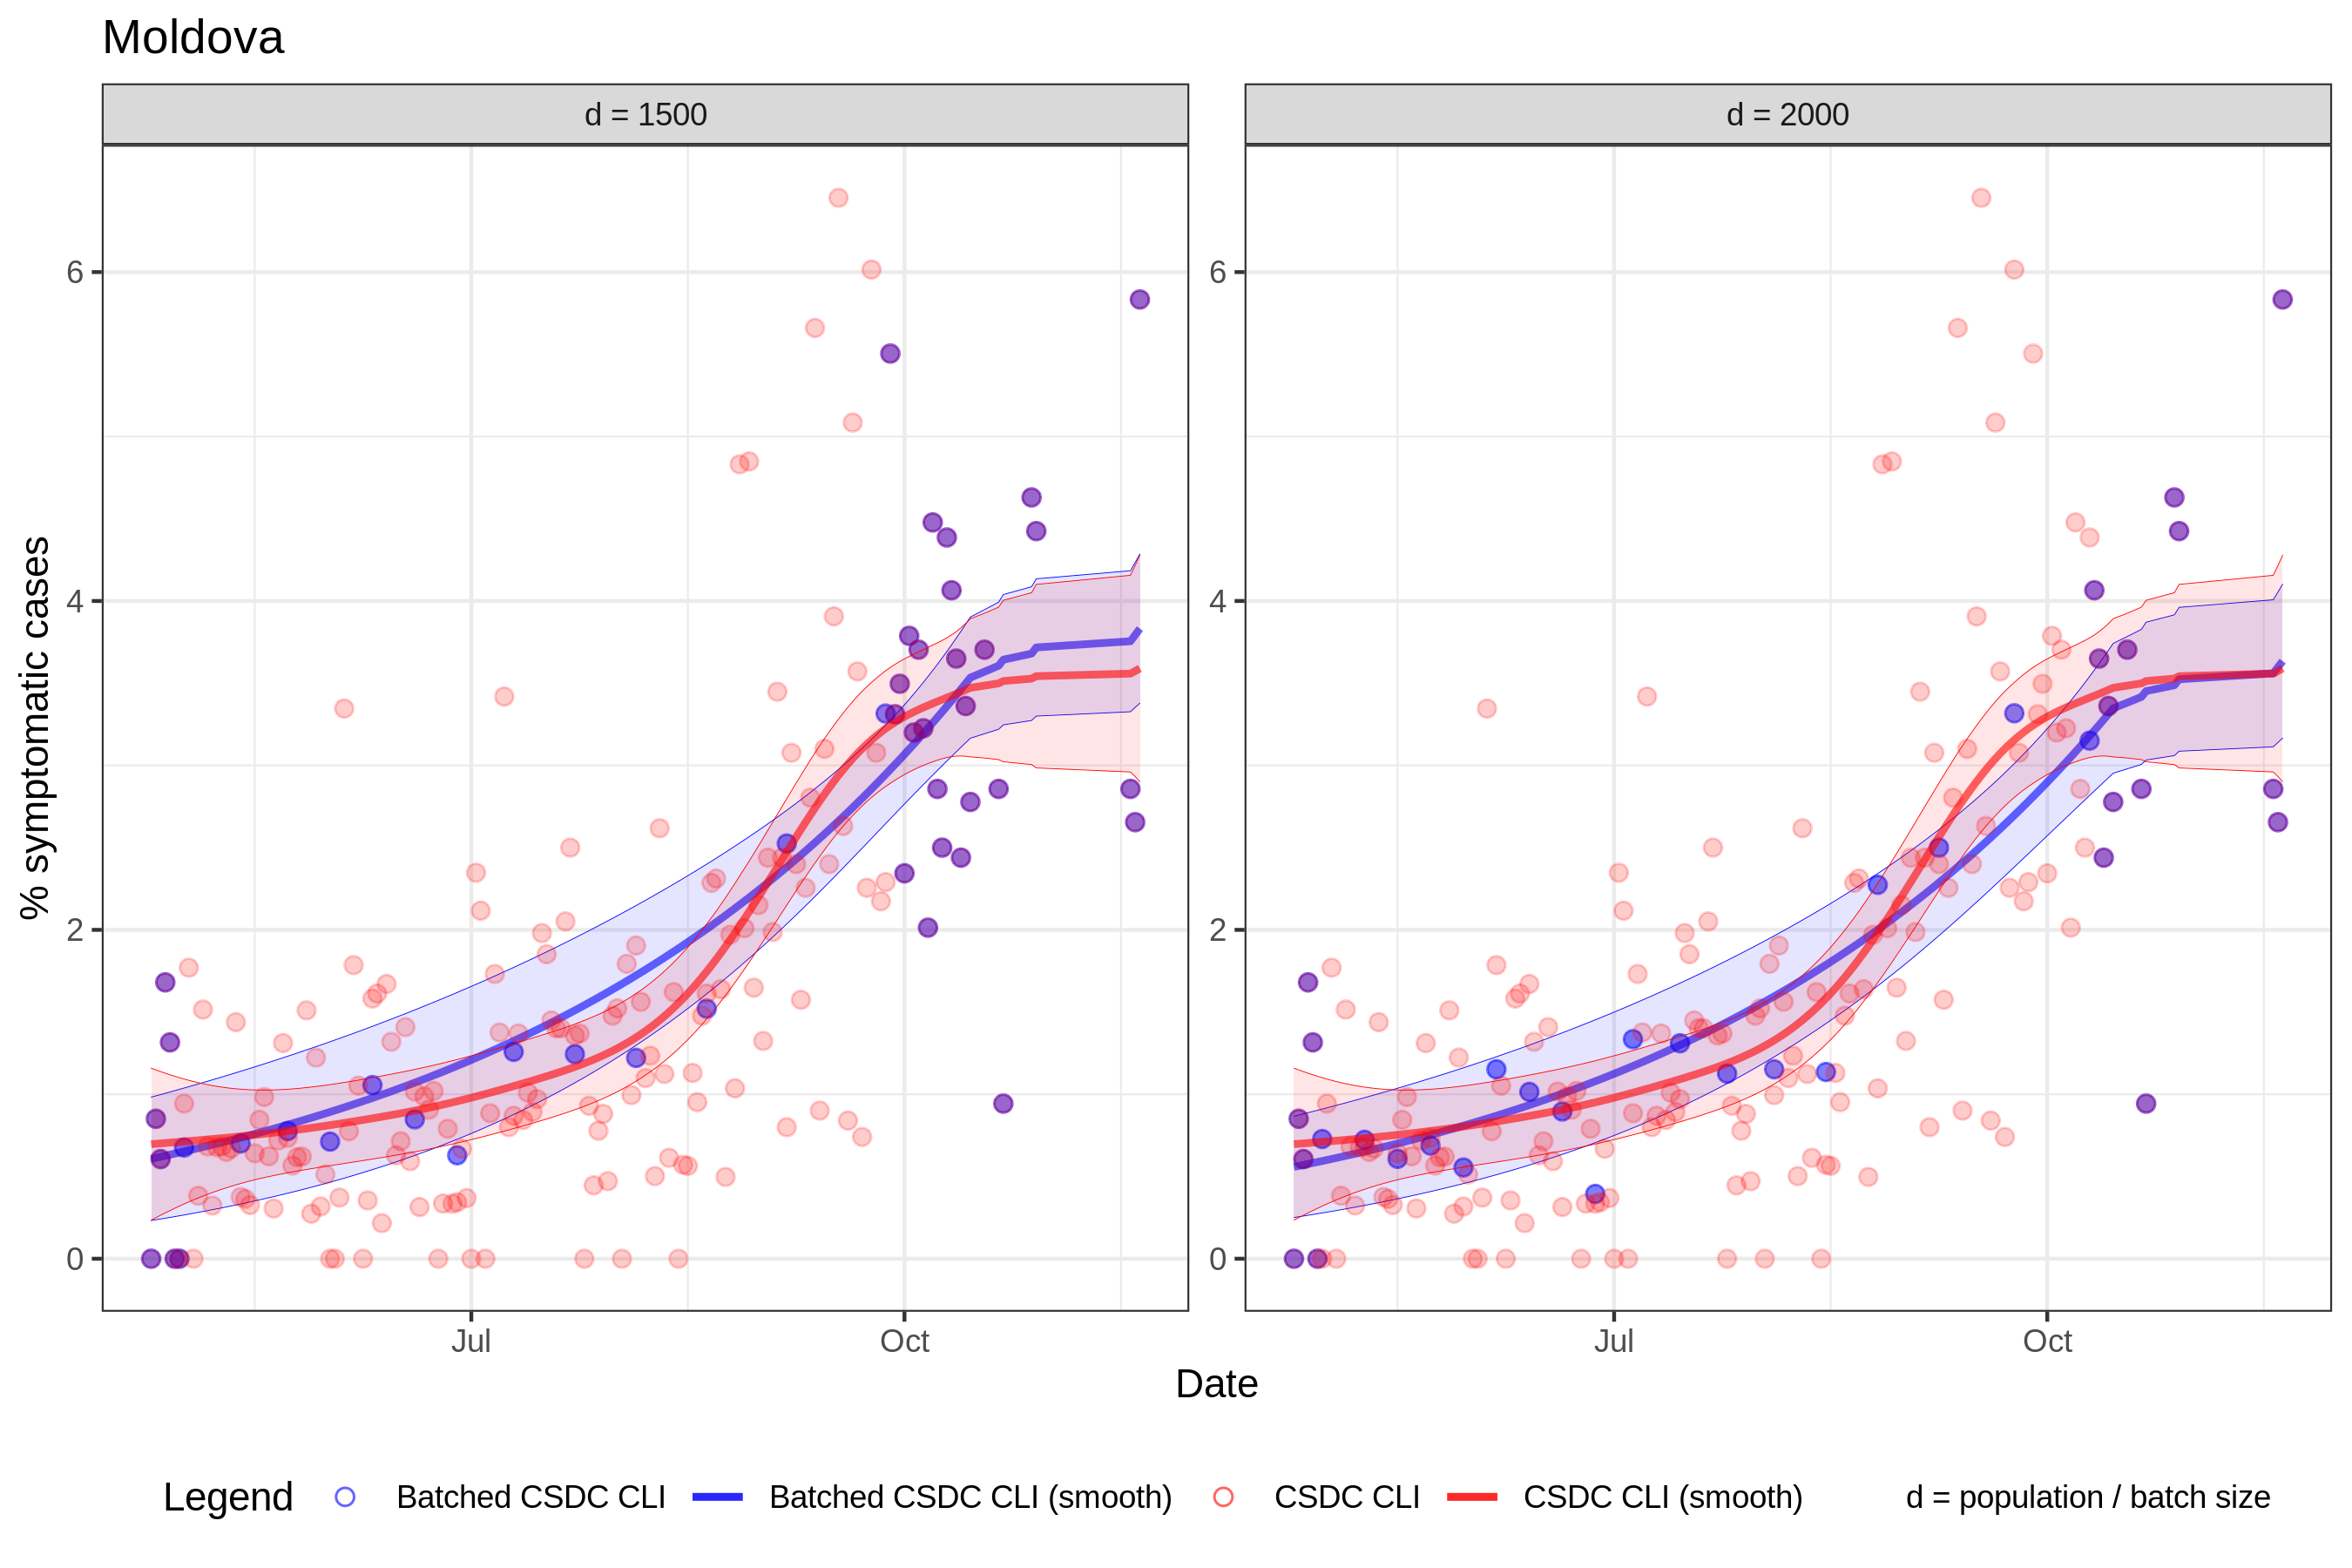 Moldova
d = 1500
d = 2000
% symptomatic cases
6
4
2
0
6
4
2
0
Jul
Oct
Jul
Oct
Date
Legend
Batched CSDC CLI
Batched CSDC CLI (smooth)
CSDC CLI
CSDC CLI (smooth)
d = population / batch size